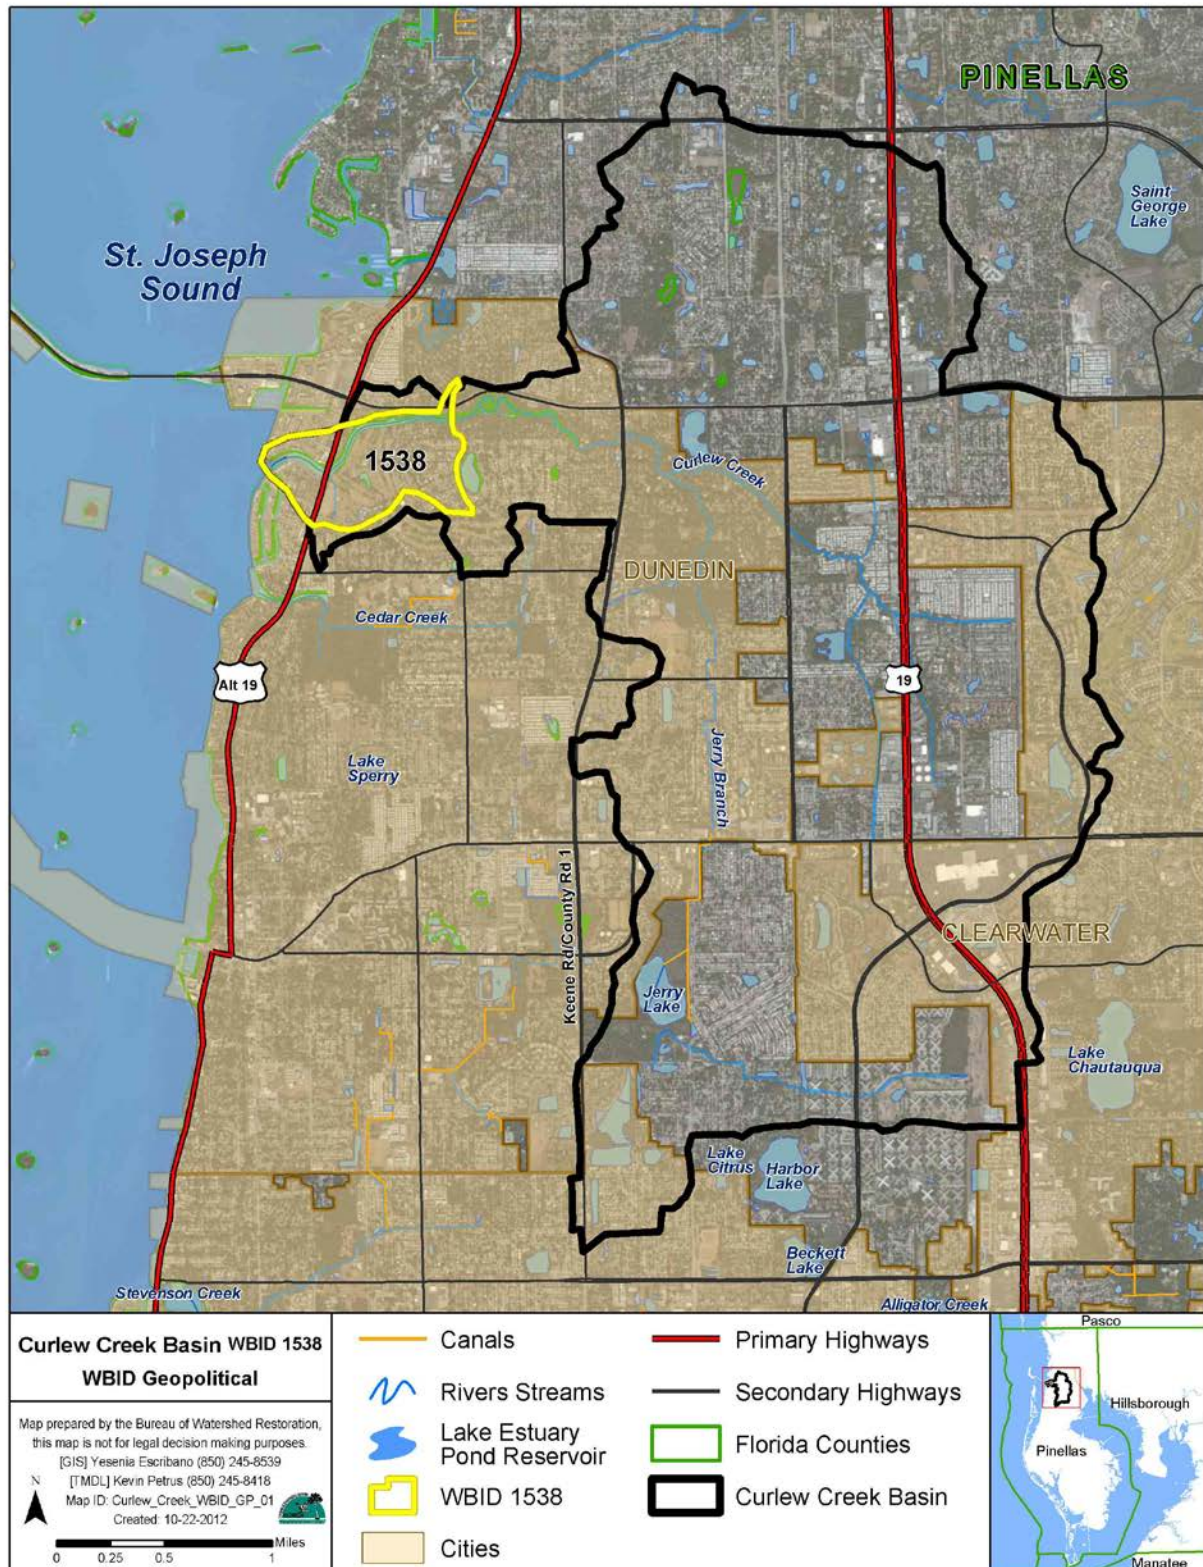 PINELLAS
Saint
George
Lake
St. Joseph
Sound
1538
Curlew Creek
DUNEDIN
Cedar Creek
Alt 19
19
Lake
Sperry
Jerry Branch
Keene Rd/County Rd 1
CLEARWATER
Jerry
Lake
Lake
Chautauqua
Lake
Citrus
Harbor
Lake
Beckett
Lake
Stevenson Creek
Alligator Creek
Curlew Creek Basin WBID 1538
WBID Geopolitical
Map prepared by the Bureau of Watershed Restoration,
this map is not for legal decision making purposes.
[GIS] Yesenia Escribano (850) 245-8539
[TMDL] Kevin Petrus (850) 245-8418
Map ID: Curlew_Creek_WBID_GP_01
Created: 10-22-2012
N
Miles
0 0.25 0.5 1
Canals
Rivers Streams
Lake Estuary
Pond Reservoir
WBID 1538
Cities
Primary Highways
Secondary Highways
Florida Counties
Curlew Creek Basin
Pasco
Hillsborough
Pinellas
Manatee